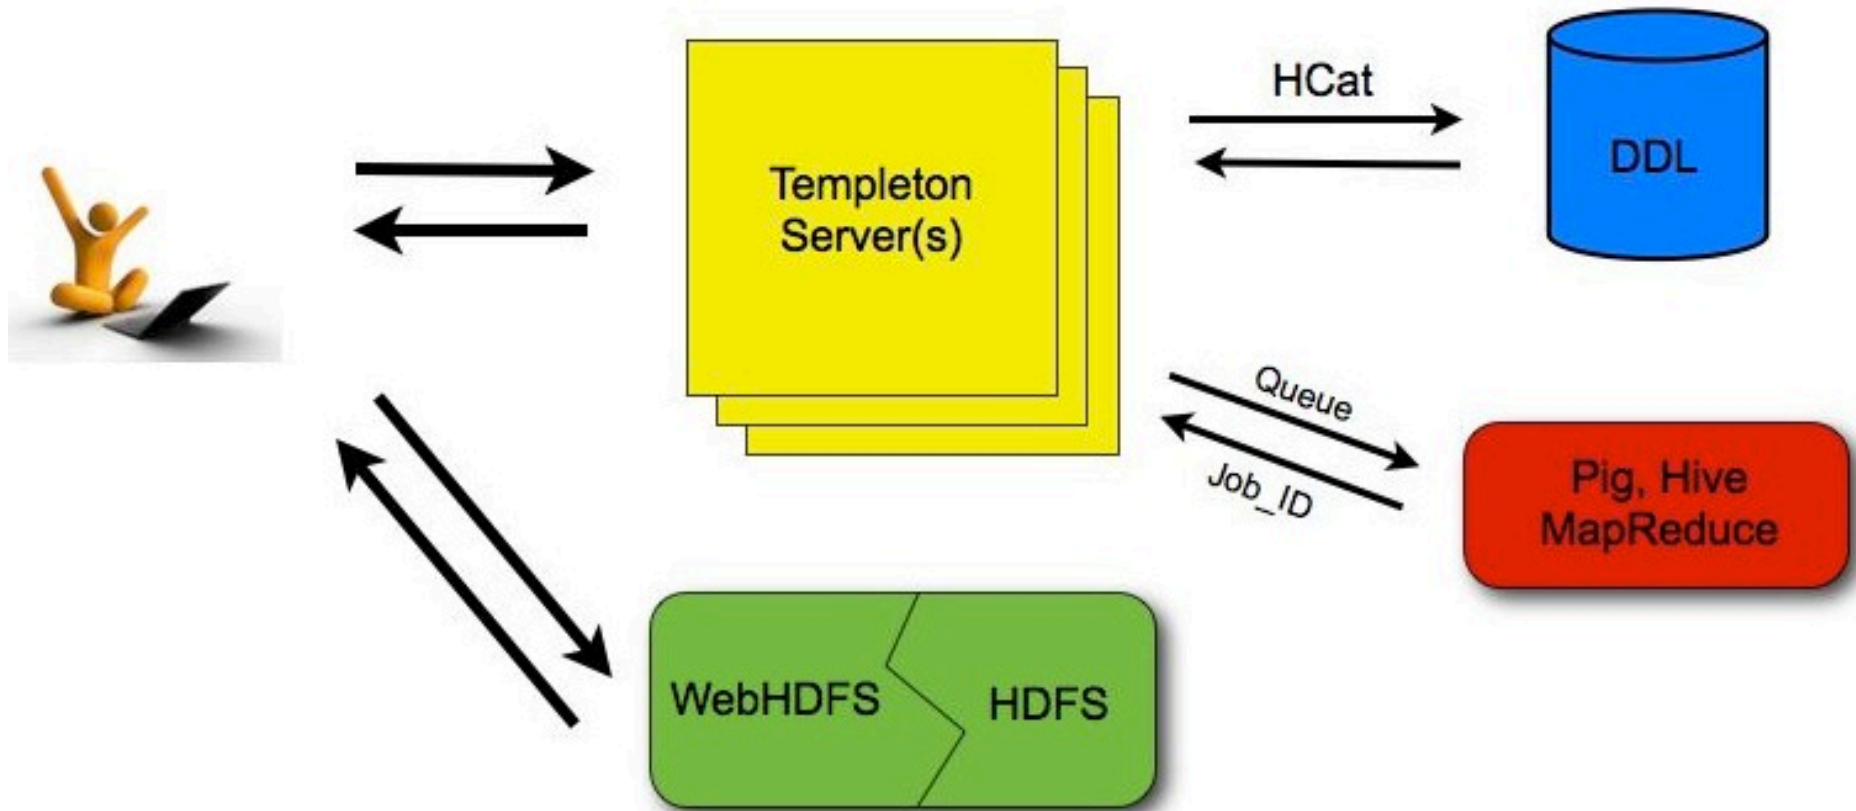 HCat
DDL
Templeton
Server(s)
Queue
Job_ID
Pig, Hive
MapReduce
WebHDFS
HDFS